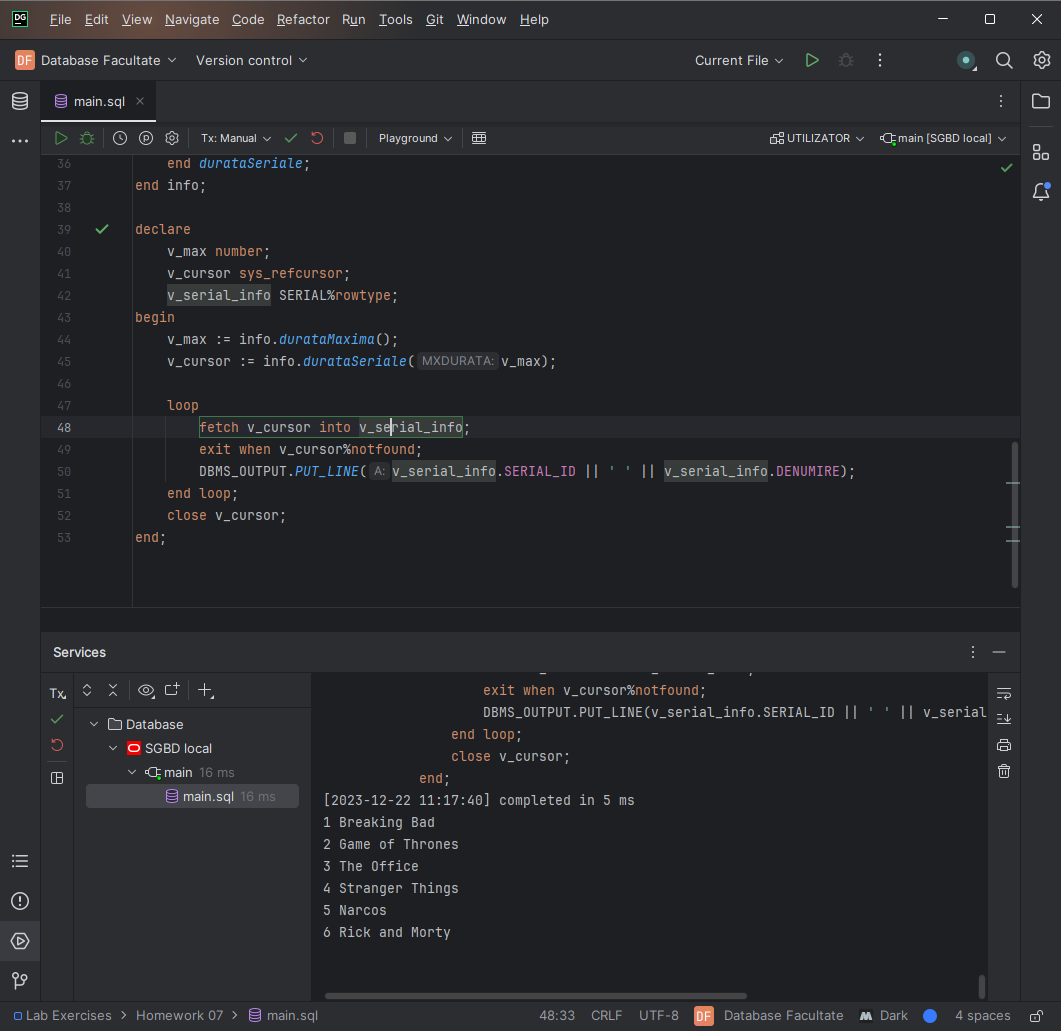 DG File Edit View Navigate Code Refactor Run Tools Git Window Help
DF Database Facultate Version control Current File
main.sql
Tx: Manual Playground UTILIZATOR main [SGBD local]
36 end durataSeriale;
37 end info;
38
39 declare
40 v_max number;
41 v_cursor sys_refcursor;
42 v_serial_info SERIAL%rowtype;
43 begin
44 v_max := info.durataMaxima();
45 v_cursor := info.durataSeriale( MXDURATA: v_max);
46
47 loop
48 fetch v_cursor into v_serial_info;
49 exit when v_cursor%notfound;
50 DBMS_OUTPUT.PUT_LINE( A: v_serial_info.SERIAL_ID || ' ' || v_serial_info.DENUMIRE);
51 end loop;
52 close v_cursor;
53 end;
Services
Tx
Database
SGBD local
main 16 ms
main.sql 16 ms
exit when v_cursor%notfound;
DBMS_OUTPUT.PUT_LINE(v_serial_info.SERIAL_ID || ' ' || v_serial
end loop;
close v_cursor;
end;
[2023-12-22 11:17:40] completed in 5 ms
1 Breaking Bad
2 Game of Thrones
3 The Office
4 Stranger Things
5 Narcos
6 Rick and Morty
Lab Exercises > Homework 07 > main.sql 48:33 CRLF UTF-8 DF Database Facultate M Dark 4 spaces